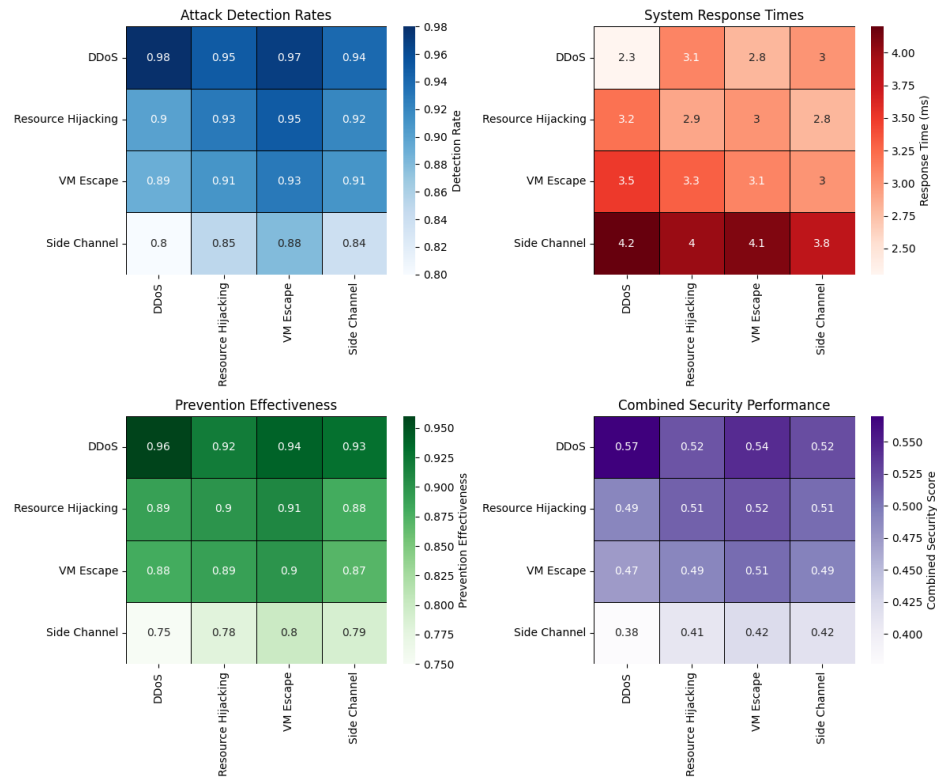 Attack Detection Rates
DDoS
0.98 0.95 0.97 0.94
Resource Hijacking
0.9 0.93 0.95 0.92
VM Escape
0.89 0.91 0.93 0.91
Side Channel
0.8 0.85 0.88 0.84
DDoS
Resource Hijacking
VM Escape
Side Channel
0.98
0.96
0.94
0.92
0.90
0.88
0.86
0.84
0.82
0.80
Detection Rate
System Response Times
DDoS
2.3 3.1 2.8 3
Resource Hijacking
3.2 2.9 3 2.8
VM Escape
3.5 3.3 3.1 3
Side Channel
4.2 4 4.1 3.8
DDoS
Resource Hijacking
VM Escape
Side Channel
4.00
3.75
3.50
3.25
3.00
2.75
2.50
Response Time (ms)
Prevention Effectiveness
DDoS
0.96 0.92 0.94 0.93
Resource Hijacking
0.89 0.9 0.91 0.88
VM Escape
0.88 0.89 0.9 0.87
Side Channel
0.75 0.78 0.8 0.79
DDoS
Resource Hijacking
VM Escape
Side Channel
0.950
0.925
0.900
0.875
0.850
0.825
0.800
0.775
0.750
Prevention Effectiveness
Combined Security Performance
DDoS
0.57 0.52 0.54 0.52
Resource Hijacking
0.49 0.51 0.52 0.51
VM Escape
0.47 0.49 0.51 0.49
Side Channel
0.38 0.41 0.42 0.42
DDoS
Resource Hijacking
VM Escape
Side Channel
0.550
0.525
0.500
0.475
0.450
0.425
0.400
Combined Security Score